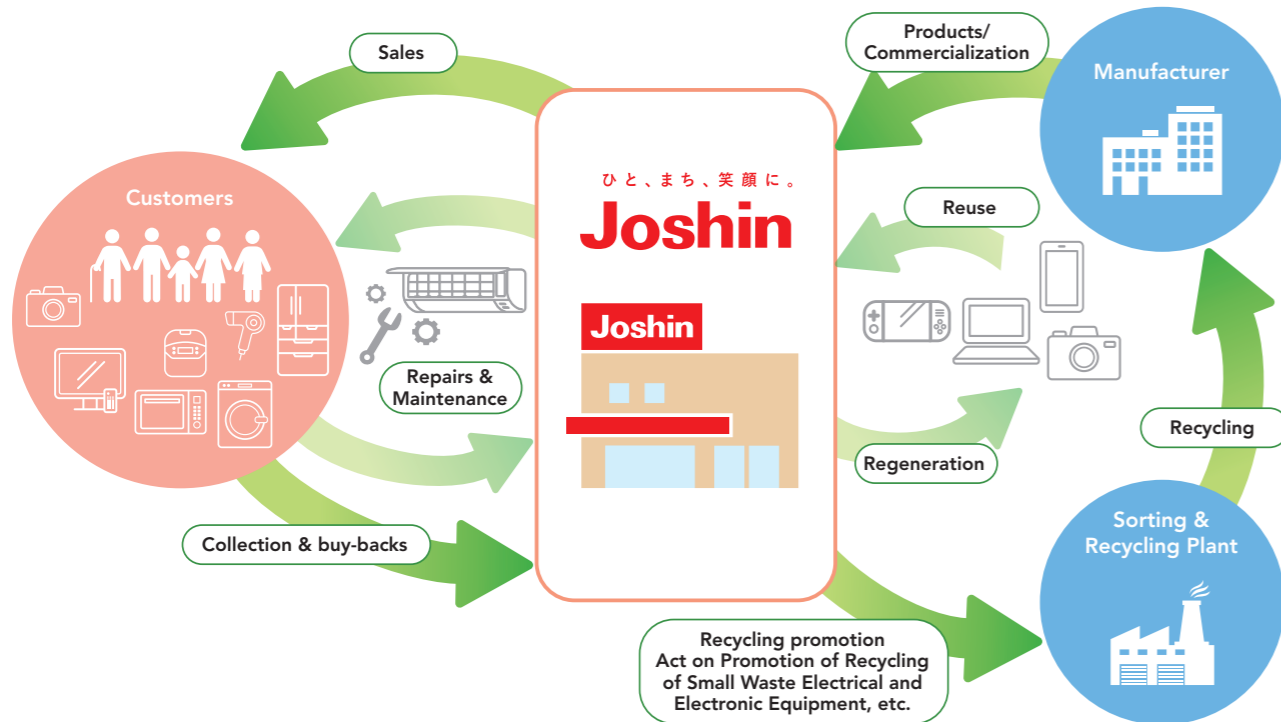 Sales
Products/
Commercialization
Manufacturer
ひと、まち、笑顔に。
Joshin
Customers
Reuse
Joshin
Repairs &
Maintenance
Recycling
Regeneration
Collection & buy-backs
Sorting &
Recycling Plant
Recycling promotion
Act on Promotion of Recycling
of Small Waste Electrical and
Electronic Equipment, etc.